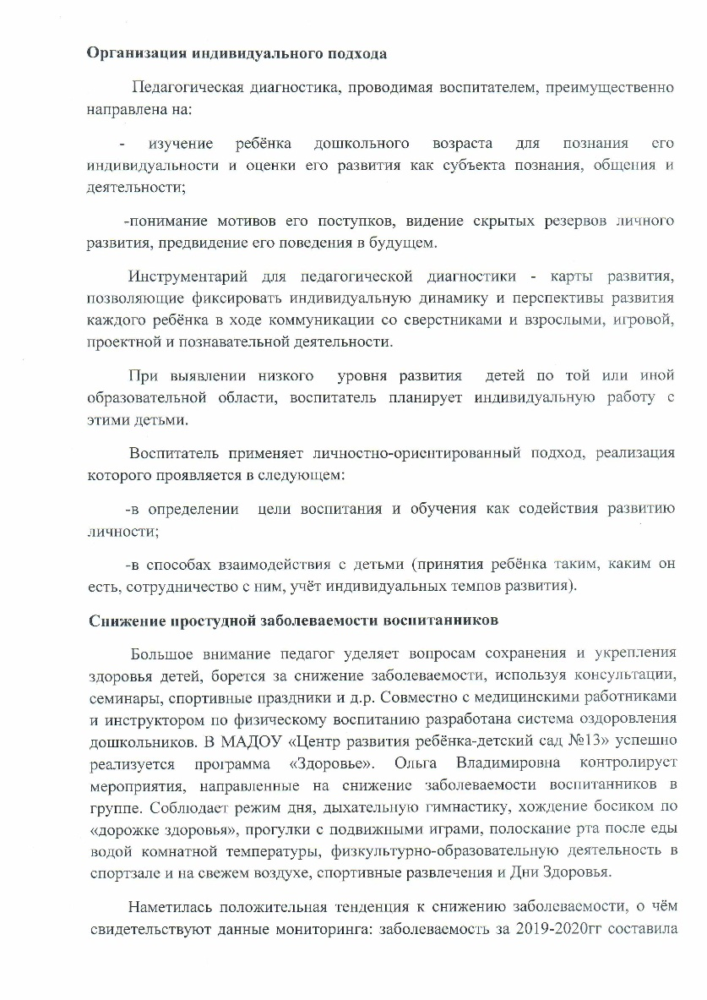 Организация индивидуального подхода
Педагогическая диагностика, проводимая воспитателем, преимущественно
направлена на:
- изучение ребёнка дошкольного возраста для познания его
индивидуальности и оценки его развития как субъекта познания, общения и
деятельности;
-понимание мотивов его поступков, видение скрытых резервов личного
развития, предвидение его поведения в будущем.
Инструментарий для педагогической диагностики - карты развития,
позволяющие фиксировать индивидуальную динамику и перспективы развития
каждого ребёнка в ходе коммуникации со сверстниками и взрослыми, игровой,
проектной и познавательной деятельности.
При выявлении низкого уровня развития детей по той или иной
образовательной области, воспитатель планирует индивидуальную работу с
этими детьми.
Воспитатель применяет личностно-ориентированный подход, реализация
которого проявляется в следующем:
-в определении цели воспитания и обучения как содействия развитию
личности;
-в способах взаимодействия с детьми (принятия ребёнка таким, каким он
есть, сотрудничество с ним, учёт индивидуальных темпов развития).
Снижение простудной заболеваемости воспитанников
Большое внимание педагог уделяет вопросам сохранения и укрепления
здоровья детей, борется за снижение заболеваемости, используя консультации,
семинары, спортивные праздники и д.р. Совместно с медицинскими работниками
и инструктором по физическому воспитанию разработана система оздоровления
дошкольников. В МАДОУ «Центр развития ребёнка-детский сад №13» успешно
реализуется программа «Здоровье». Ольга Владимировна контролирует
мероприятия, направленные на снижение заболеваемости воспитанников в
группе. Соблюдает режим дня, дыхательную гимнастику, хождение босиком по
«дорожке здоровья», прогулки с подвижными играми, полоскание рта после еды
водой комнатной температуры, физкультурно-образовательную деятельность в
спортзале и на свежем воздухе, спортивные развлечения и Дни Здоровья.
Наметилась положительная тенденция к снижению заболеваемости, о чём
свидетельствуют данные мониторинга: заболеваемость за 2019-2020гг составила